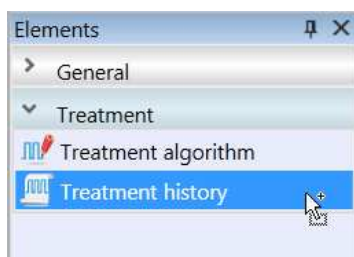 Elements
General
Treatment
Treatment algorithm
Treatment history